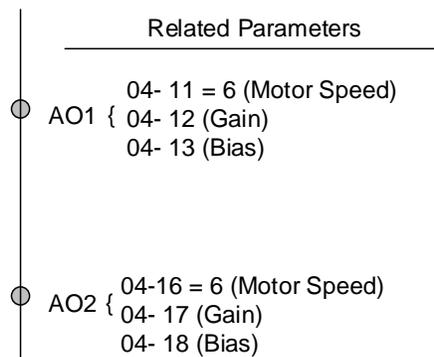 Related Parameters
04- 11 = 6 (Motor Speed)
AO1 { 04- 12 (Gain)
04- 13 (Bias)
04-16 = 6 (Motor Speed)
AO2 { 04- 17 (Gain)
04- 18 (Bias)